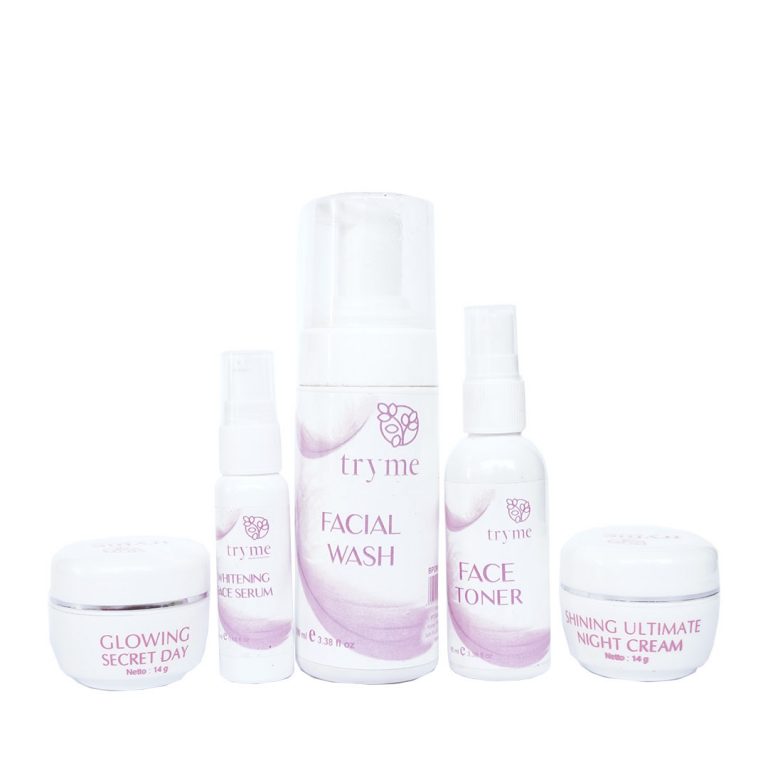 GLOWING
SECRET DAY
Netto : 14 g
tryme
WHITENING
FACE SERUM
tryme
FACIAL
WASH
ml e 3.38 fl oz
tryme
FACE
TONER
SHINING ULTIMATE
NIGHT CREAM
Netto : 14 g